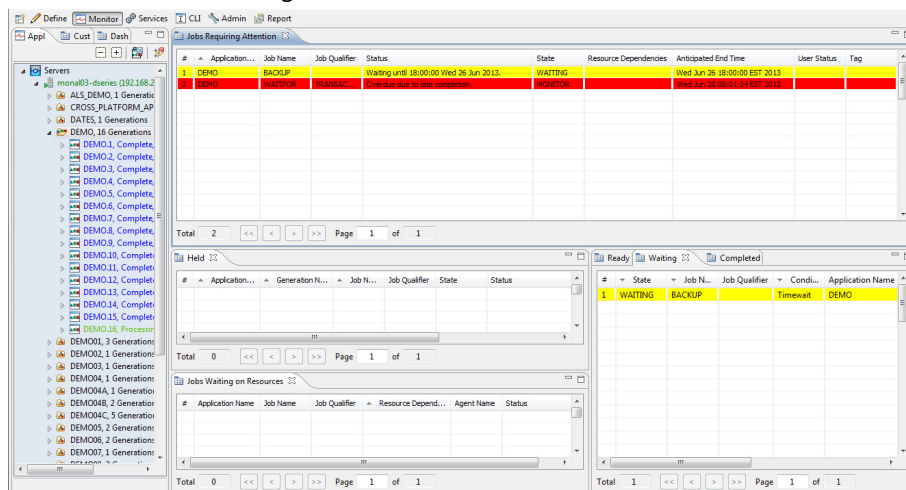 Define Monitor Services CLI Admin Report
Appl Cust Dash
Servers
monal03-dseries (192.168.2
ALS_DEMO, 1 Generatic
CROSS_PLATFORM_AP
DATES, 1 Generations
DEMO, 16 Generations
DEMO.1, Complete,
DEMO.2, Complete,
DEMO.3, Complete,
DEMO.4, Complete,
DEMO.5, Complete,
DEMO.6, Complete,
DEMO.7, Complete,
DEMO.8, Complete,
DEMO.9, Complete,
DEMO.10, Complete
DEMO.11, Complete
DEMO.12, Complete
DEMO.13, Complete
DEMO.14, Complete
DEMO.15, Complete
DEMO.16, Processin
DEMO01, 3 Generations
DEMO02, 1 Generations
DEMO03, 1 Generations
DEMO04, 1 Generations
DEMO04A, 1 Generation
DEMO04B, 2 Generation
DEMO04C, 5 Generation
DEMO05, 2 Generations
DEMO06, 2 Generations
DEMO07, 1 Generations
Jobs Requiring Attention
# Application... Job Name Job Qualifier Status State Resource Dependencies Anticipated End Time User Status Tag
1 DEMO BACKUP Waiting until 18:00:00 Wed 26 Jun 2013. WAITING Wed Jun 26 18:00:00 EST 2013
2 DEMO WAITFOR TRANSAC... Overdue due to late completion. MONITOR Wed Jun 26 08:01:24 EST 2013
Total 2 << < > >> Page 1 of 1
Held
# Application... Generation N... Job N... Job Qualifier State Status
Total 0 << < > >> Page 1 of 1
Jobs Waiting on Resources
# Application Name Job Name Job Qualifier Resource Depend... Agent Name Status
Total 0 << < > >> Page 1 of 1
Ready Waiting Completed
# State Job N... Job Qualifier Condi... Application Name
1 WAITING BACKUP Timewait DEMO
Total 1 << < > >> Page 1 of 1